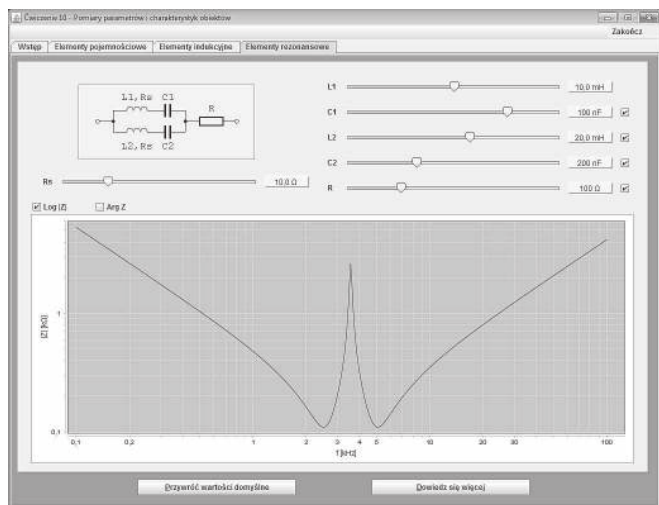 Ćwiczenie 10 - Pomiary parametrów i charakterystyk obiektów
Zakończ
Wstęp Elementy pojemnościowe Elementy indukcyjne Elementy rezonansowe
L1,Rs C1
R
L2,Rs C2
Rs 10,0 Ω
L1 10,0 mH
C1 100 nF
L2 20,0 mH
C2 200 nF
R 100 Ω
Log |Z| Arg Z
|Z| [kΩ]
1
0,1
0,1 0,2 1 2 3 4 5 10 20 30 100
f [kHz]
Przywróć wartości domyślne Dowiedz się więcej